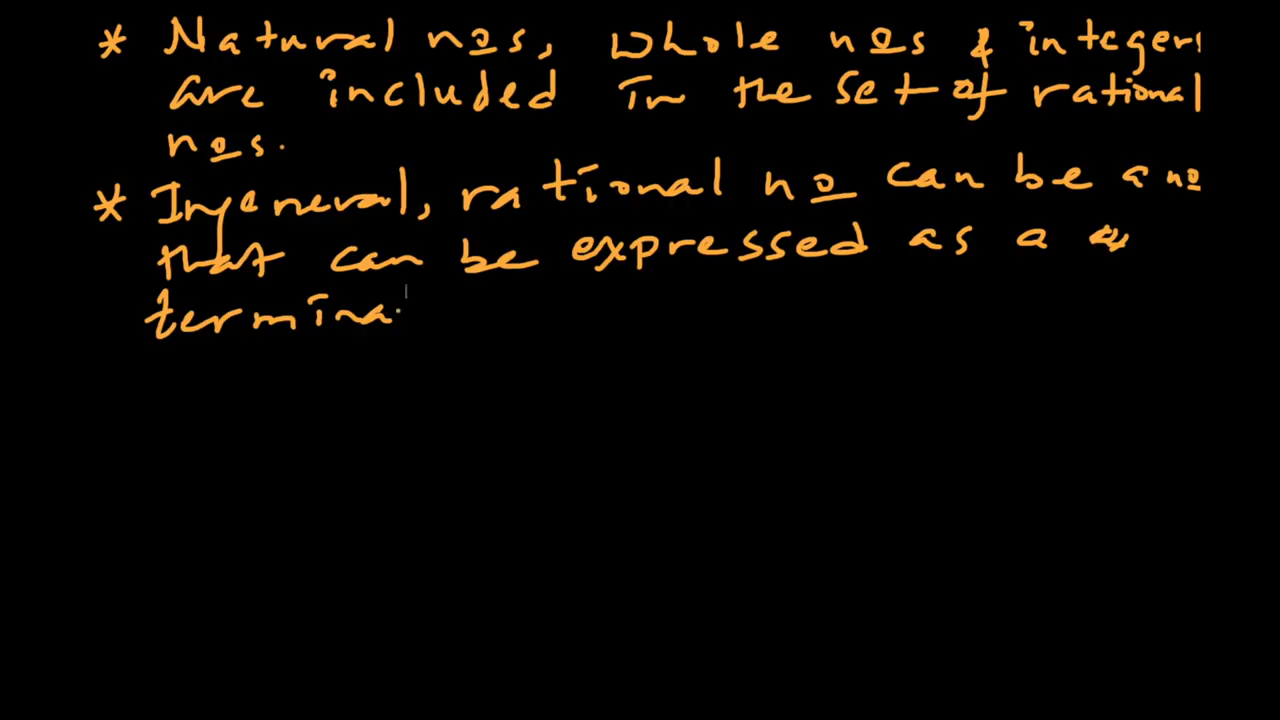 * Natural nos, whole nos & integers
are included in the set of rational
nos.
* In general, rational no can be a no
that can be expressed as a
termina